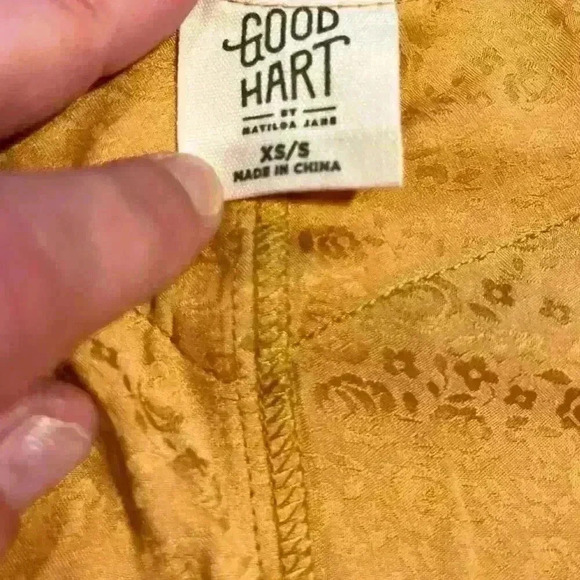 GOOD
HART
BY
MATILDA JANE
XS/S
MADE IN CHINA